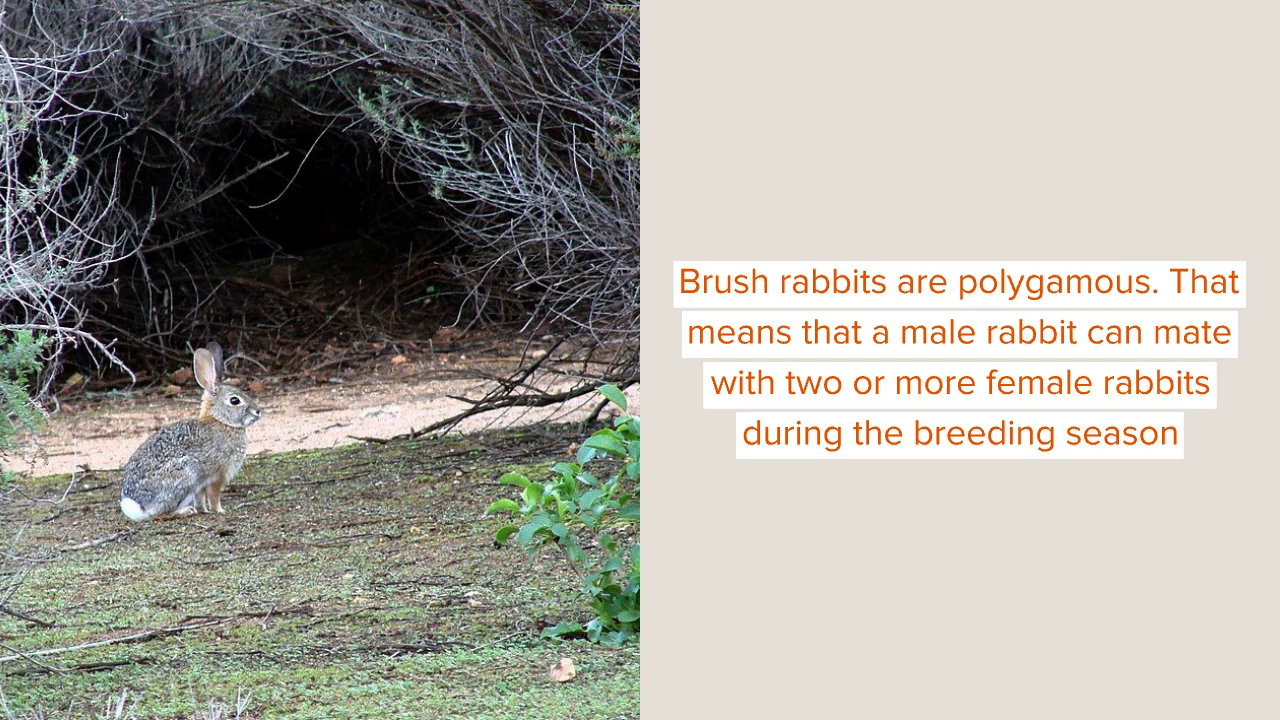 Brush rabbits are polygamous. That
means that a male rabbit can mate
with two or more female rabbits
during the breeding season